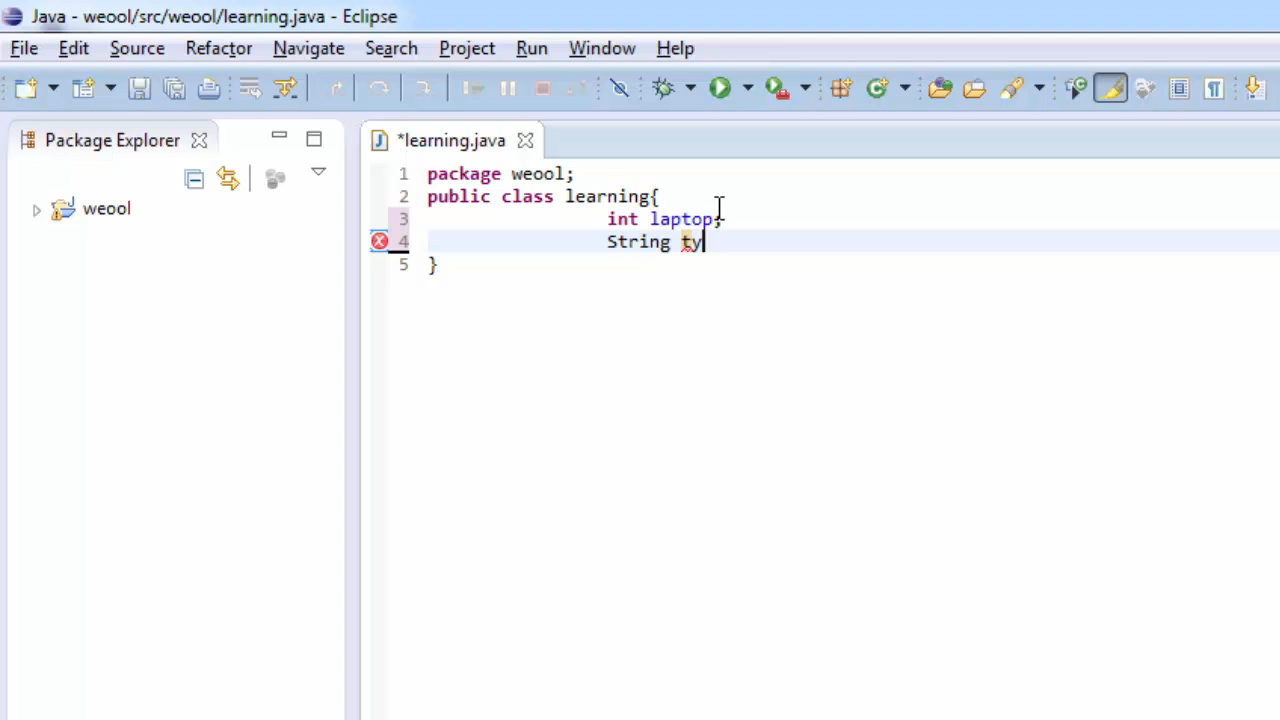 Java - weool/src/weool/learning.java - Eclipse
File Edit Source Refactor Navigate Search Project Run Window Help
Package Explorer
*learning.java
weool
1 package weool;
2 public class learning{
3 int laptop;
4 String ty
5 }